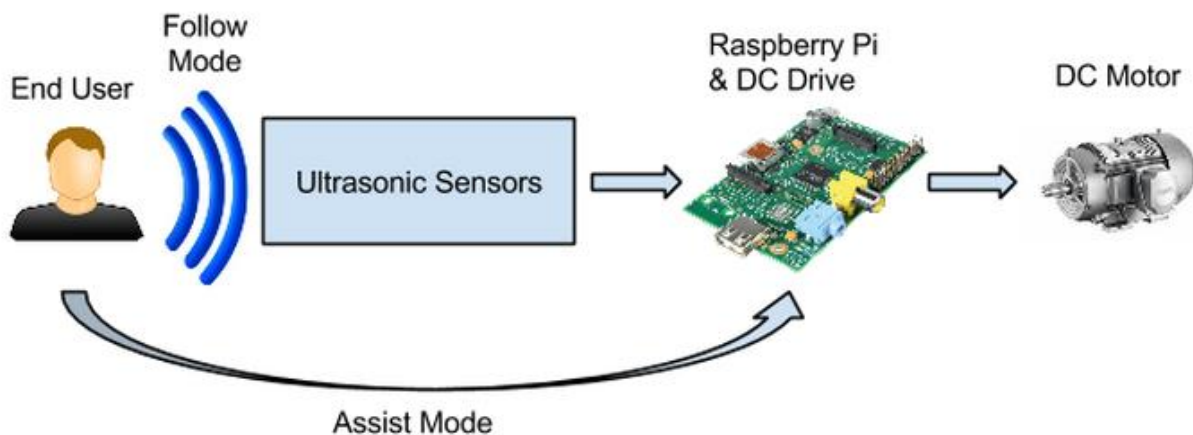 Follow
Mode
End User
Ultrasonic Sensors
Raspberry Pi
& DC Drive
DC Motor
Assist Mode